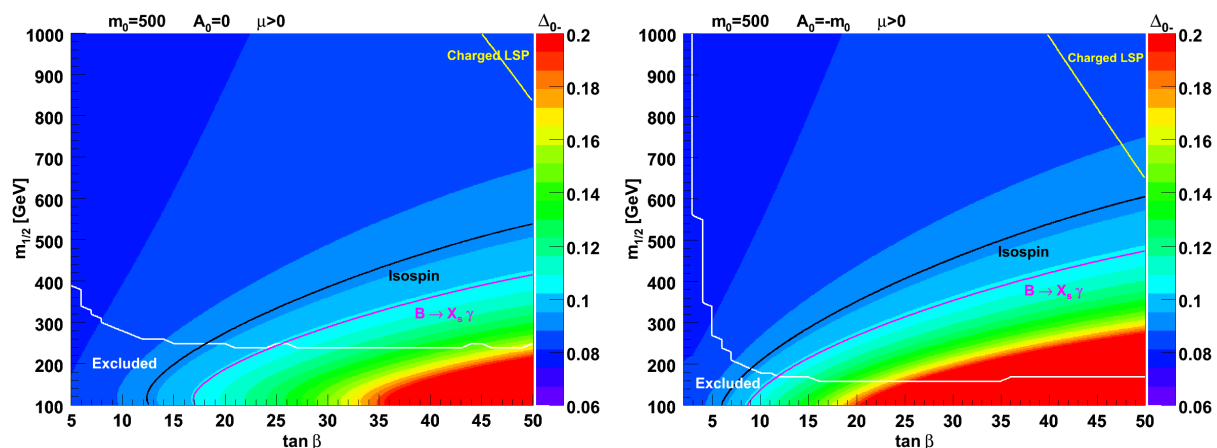 m₀=500 A₀=0 μ>0 Δ₀₋
m₁/₂ [GeV]
1000
900
800
700
600
500
400
300
200
100
5 10 15 20 25 30 35 40 45 50
tan β
Charged LSP
Isospin
B → Xₛ γ
Excluded
0.2
0.18
0.16
0.14
0.12
0.1
0.08
0.06
m₀=500 A₀=-m₀ μ>0 Δ₀₋
m₁/₂ [GeV]
1000
900
800
700
600
500
400
300
200
100
5 10 15 20 25 30 35 40 45 50
tan β
Charged LSP
Isospin
B → Xₛ γ
Excluded
0.2
0.18
0.16
0.14
0.12
0.1
0.08
0.06